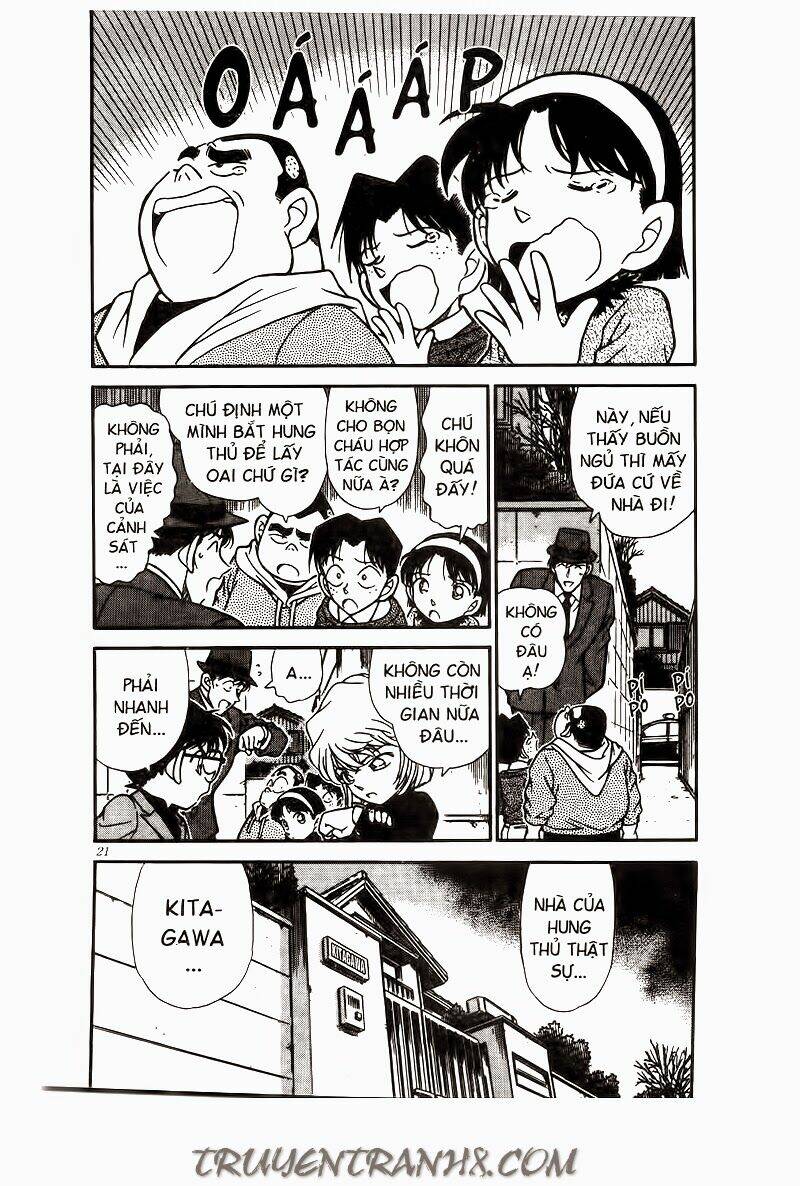 OÁÁÁP
NÀY, NẾU
THẤY BUỒN
NGỦ THÌ MẤY
ĐỨA CỨ VỀ
NHÀ ĐI!
KHÔNG
CÓ
ĐÂU
Ạ!
PÍ
PO
PÍ
PO
CHÚ
KHÔN
QUÁ
ĐẤY!
KHÔNG
CHO BỌN
CHÁU HỢP
TÁC CÙNG
NỮA À?
CHÚ ĐỊNH MỘT
MÌNH BẮT HUNG
THỦ ĐỂ LẤY
OAI CHỨ GÌ?
KHÔNG
PHẢI,
TẠI ĐÂY
LÀ VIỆC
CỦA
CẢNH
SÁT
...
KHÔNG CÒN
NHIỀU THỜI
GIAN NỮA
ĐÂU...
A...
PHẢI
NHANH
ĐẾN...
21
NHÀ CỦA
HUNG
THỦ THẬT
SỰ...
KITA-
GAWA
...
KITAGAWA
TRUYENTRANH8.COM